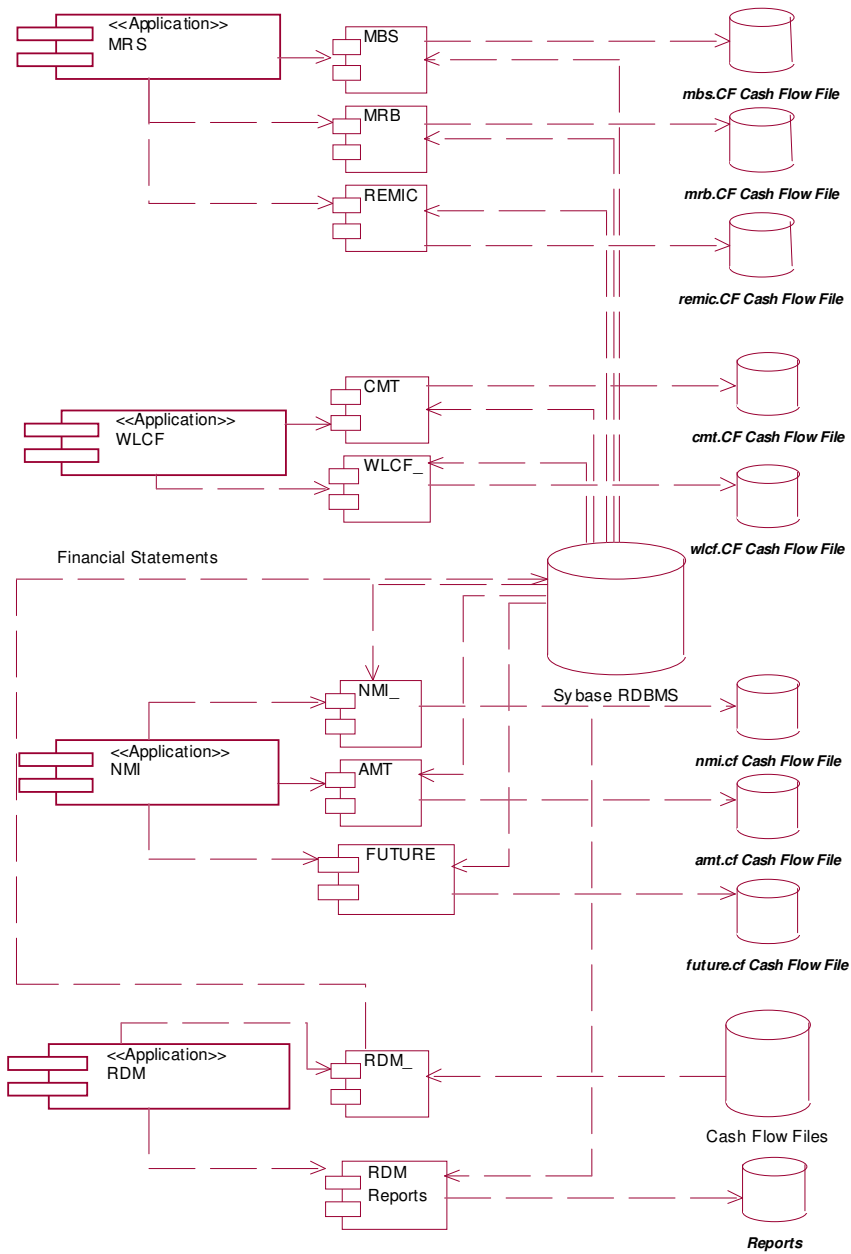 <<Application>>
MRS
MBS
mbs.CF Cash Flow File
MRB
mrb.CF Cash Flow File
REMIC
remic.CF Cash Flow File
<<Application>>
WLCF
CMT
cmt.CF Cash Flow File
WLCF_
wlcf.CF Cash Flow File
Financial Statements
Sybase RDBMS
<<Application>>
NMI
NMI_
nmi.cf Cash Flow File
AMT
amt.cf Cash Flow File
FUTURE
future.cf Cash Flow File
<<Application>>
RDM
RDM_
Cash Flow Files
RDM
Reports
Reports